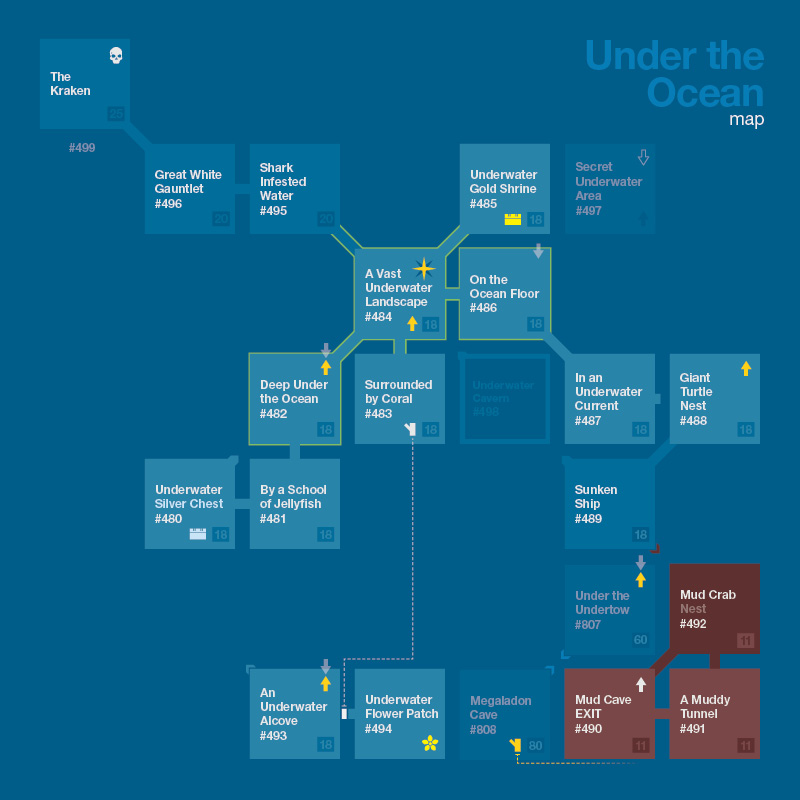 Under the
Ocean
map
The
Kraken
25
#499
Great White
Gauntlet
#496
20
Shark
Infested
Water
#495
20
Underwater
Gold Shrine
#485
18
Secret
Underwater
Area
#497
A Vast
Underwater
Landscape
#484
18
On the
Ocean Floor
#486
18
Deep Under
the Ocean
#482
18
Surrounded
by Coral
#483
18
Underwater
Cavern
#498
In an
Underwater
Current
#487
18
Giant
Turtle
Nest
#488
18
Underwater
Silver Chest
#480
18
By a School
of Jellyfish
#481
18
Sunken
Ship
#489
18
Under the
Undertow
#807
60
Mud Crab
Nest
#492
11
An
Underwater
Alcove
#493
18
Underwater
Flower Patch
#494
Megaladon
Cave
#808
80
Mud Cave
EXIT
#490
11
A Muddy
Tunnel
#491
11